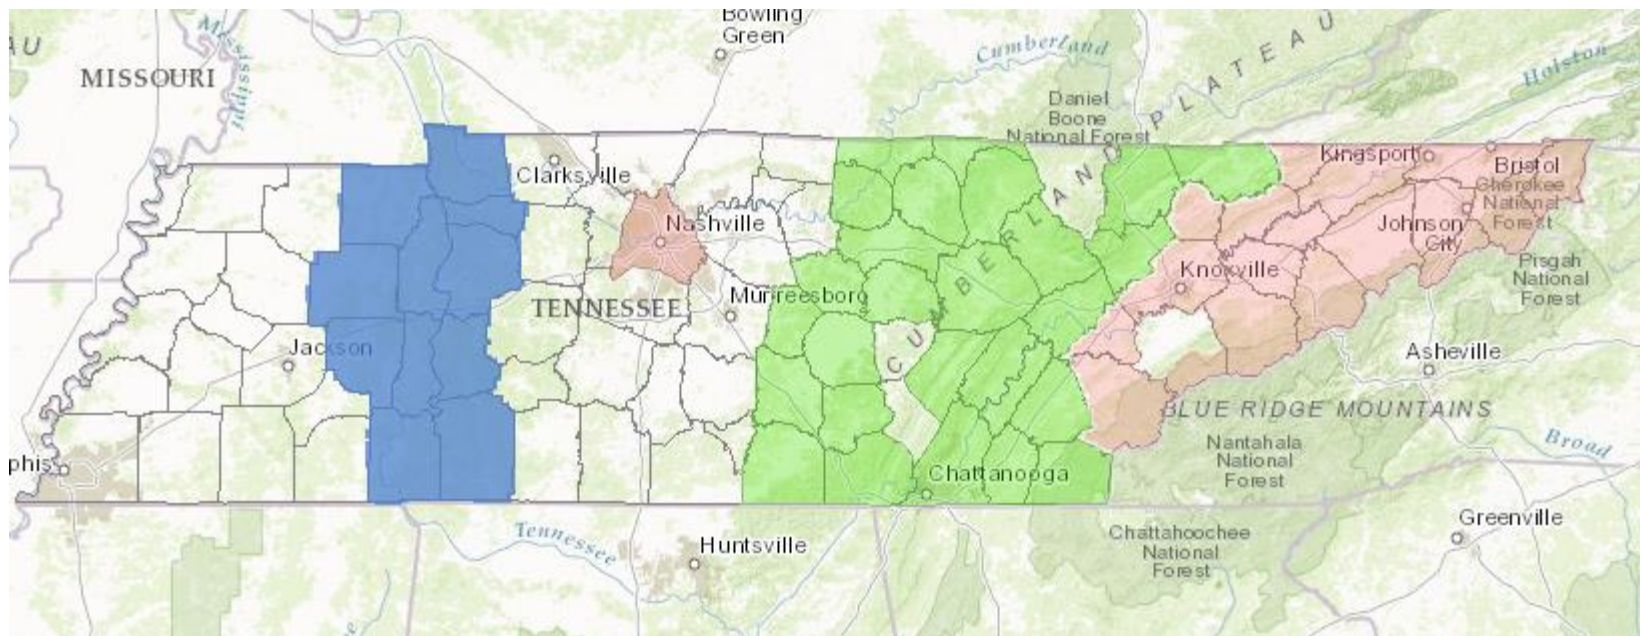 Bowling
Green
Mississippi
AU
MISSOURI
Cumberland
PLATEAU
Holston
Daniel
Boone
National Forest
Kingsport
Bristol
Clarksville
Cherokee
National
Forest
Nashville
Johnson
City
CUMBERLAND
Knoxville
Pisgah
National
Forest
TENNESSEE
Murfreesboro
Jackson
Asheville
BLUE RIDGE MOUNTAINS
Nantahala
National
Forest
Broad
phis
Chattanooga
Greenville
Tennessee
Huntsville
Chattahoochee
National
Forest